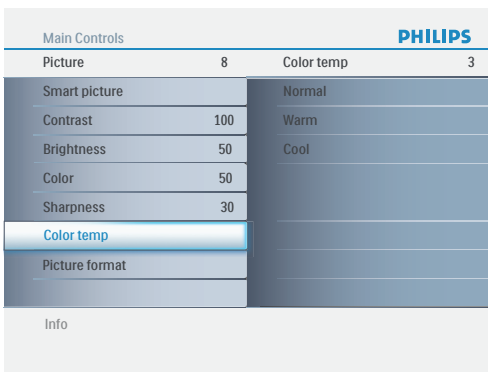 Main Controls PHILIPS
Picture 8 Color temp 3
Smart picture Normal
Contrast 100 Warm
Brightness 50 Cool
Color 50
Sharpness 30
Color temp
Picture format
Info